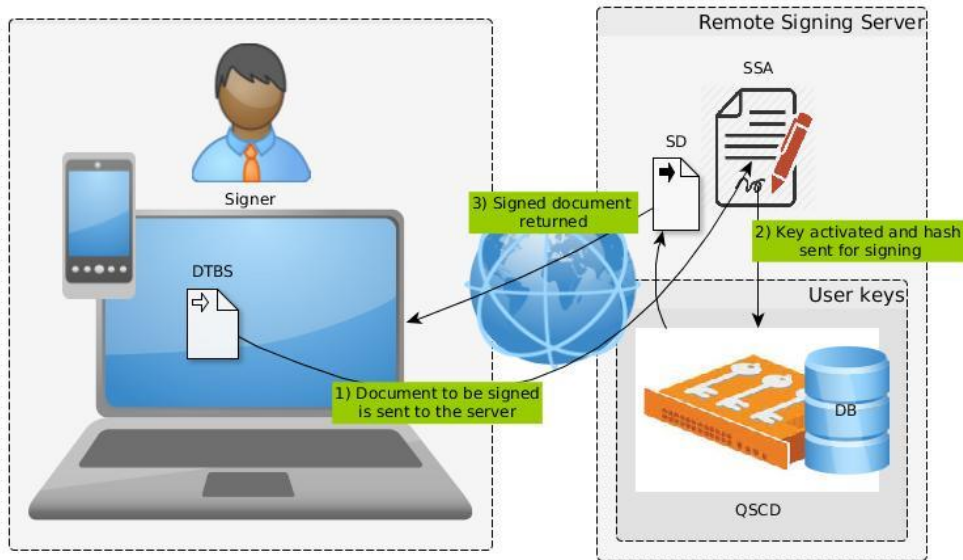 Remote Signing Server
SSA
SD
Signer
3) Signed document
returned
2) Key activated and hash
sent for signing
DTBS
User keys
1) Document to be signed
is sent to the server
DB
QSCD